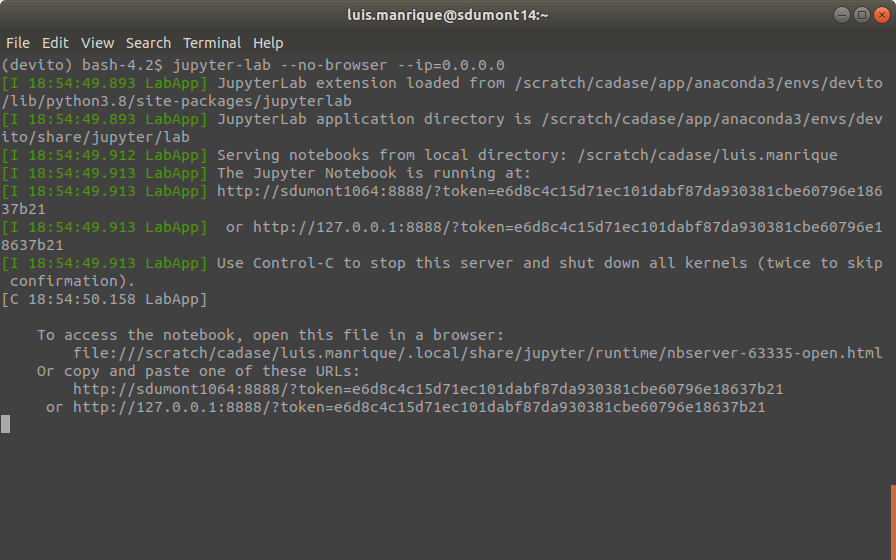 luis.manrique@sdumont14:~
File Edit View Search Terminal Help
(devito) bash-4.2$ jupyter-lab --no-browser --ip=0.0.0.0
[I 18:54:49.893 LabApp] JupyterLab extension loaded from /scratch/cadase/app/anaconda3/envs/devito
/lib/python3.8/site-packages/jupyterlab
[I 18:54:49.893 LabApp] JupyterLab application directory is /scratch/cadase/app/anaconda3/envs/dev
ito/share/jupyter/lab
[I 18:54:49.912 LabApp] Serving notebooks from local directory: /scratch/cadase/luis.manrique
[I 18:54:49.913 LabApp] The Jupyter Notebook is running at:
[I 18:54:49.913 LabApp] http://sdumont1064:8888/?token=e6d8c4c15d71ec101dabf87da930381cbe60796e186
37b21
[I 18:54:49.913 LabApp]  or http://127.0.0.1:8888/?token=e6d8c4c15d71ec101dabf87da930381cbe60796e1
8637b21
[I 18:54:49.913 LabApp] Use Control-C to stop this server and shut down all kernels (twice to skip
 confirmation).
[C 18:54:50.158 LabApp]
    To access the notebook, open this file in a browser:
        file:///scratch/cadase/luis.manrique/.local/share/jupyter/runtime/nbserver-63335-open.html
    Or copy and paste one of these URLs:
        http://sdumont1064:8888/?token=e6d8c4c15d71ec101dabf87da930381cbe60796e18637b21
     or http://127.0.0.1:8888/?token=e6d8c4c15d71ec101dabf87da930381cbe60796e18637b21